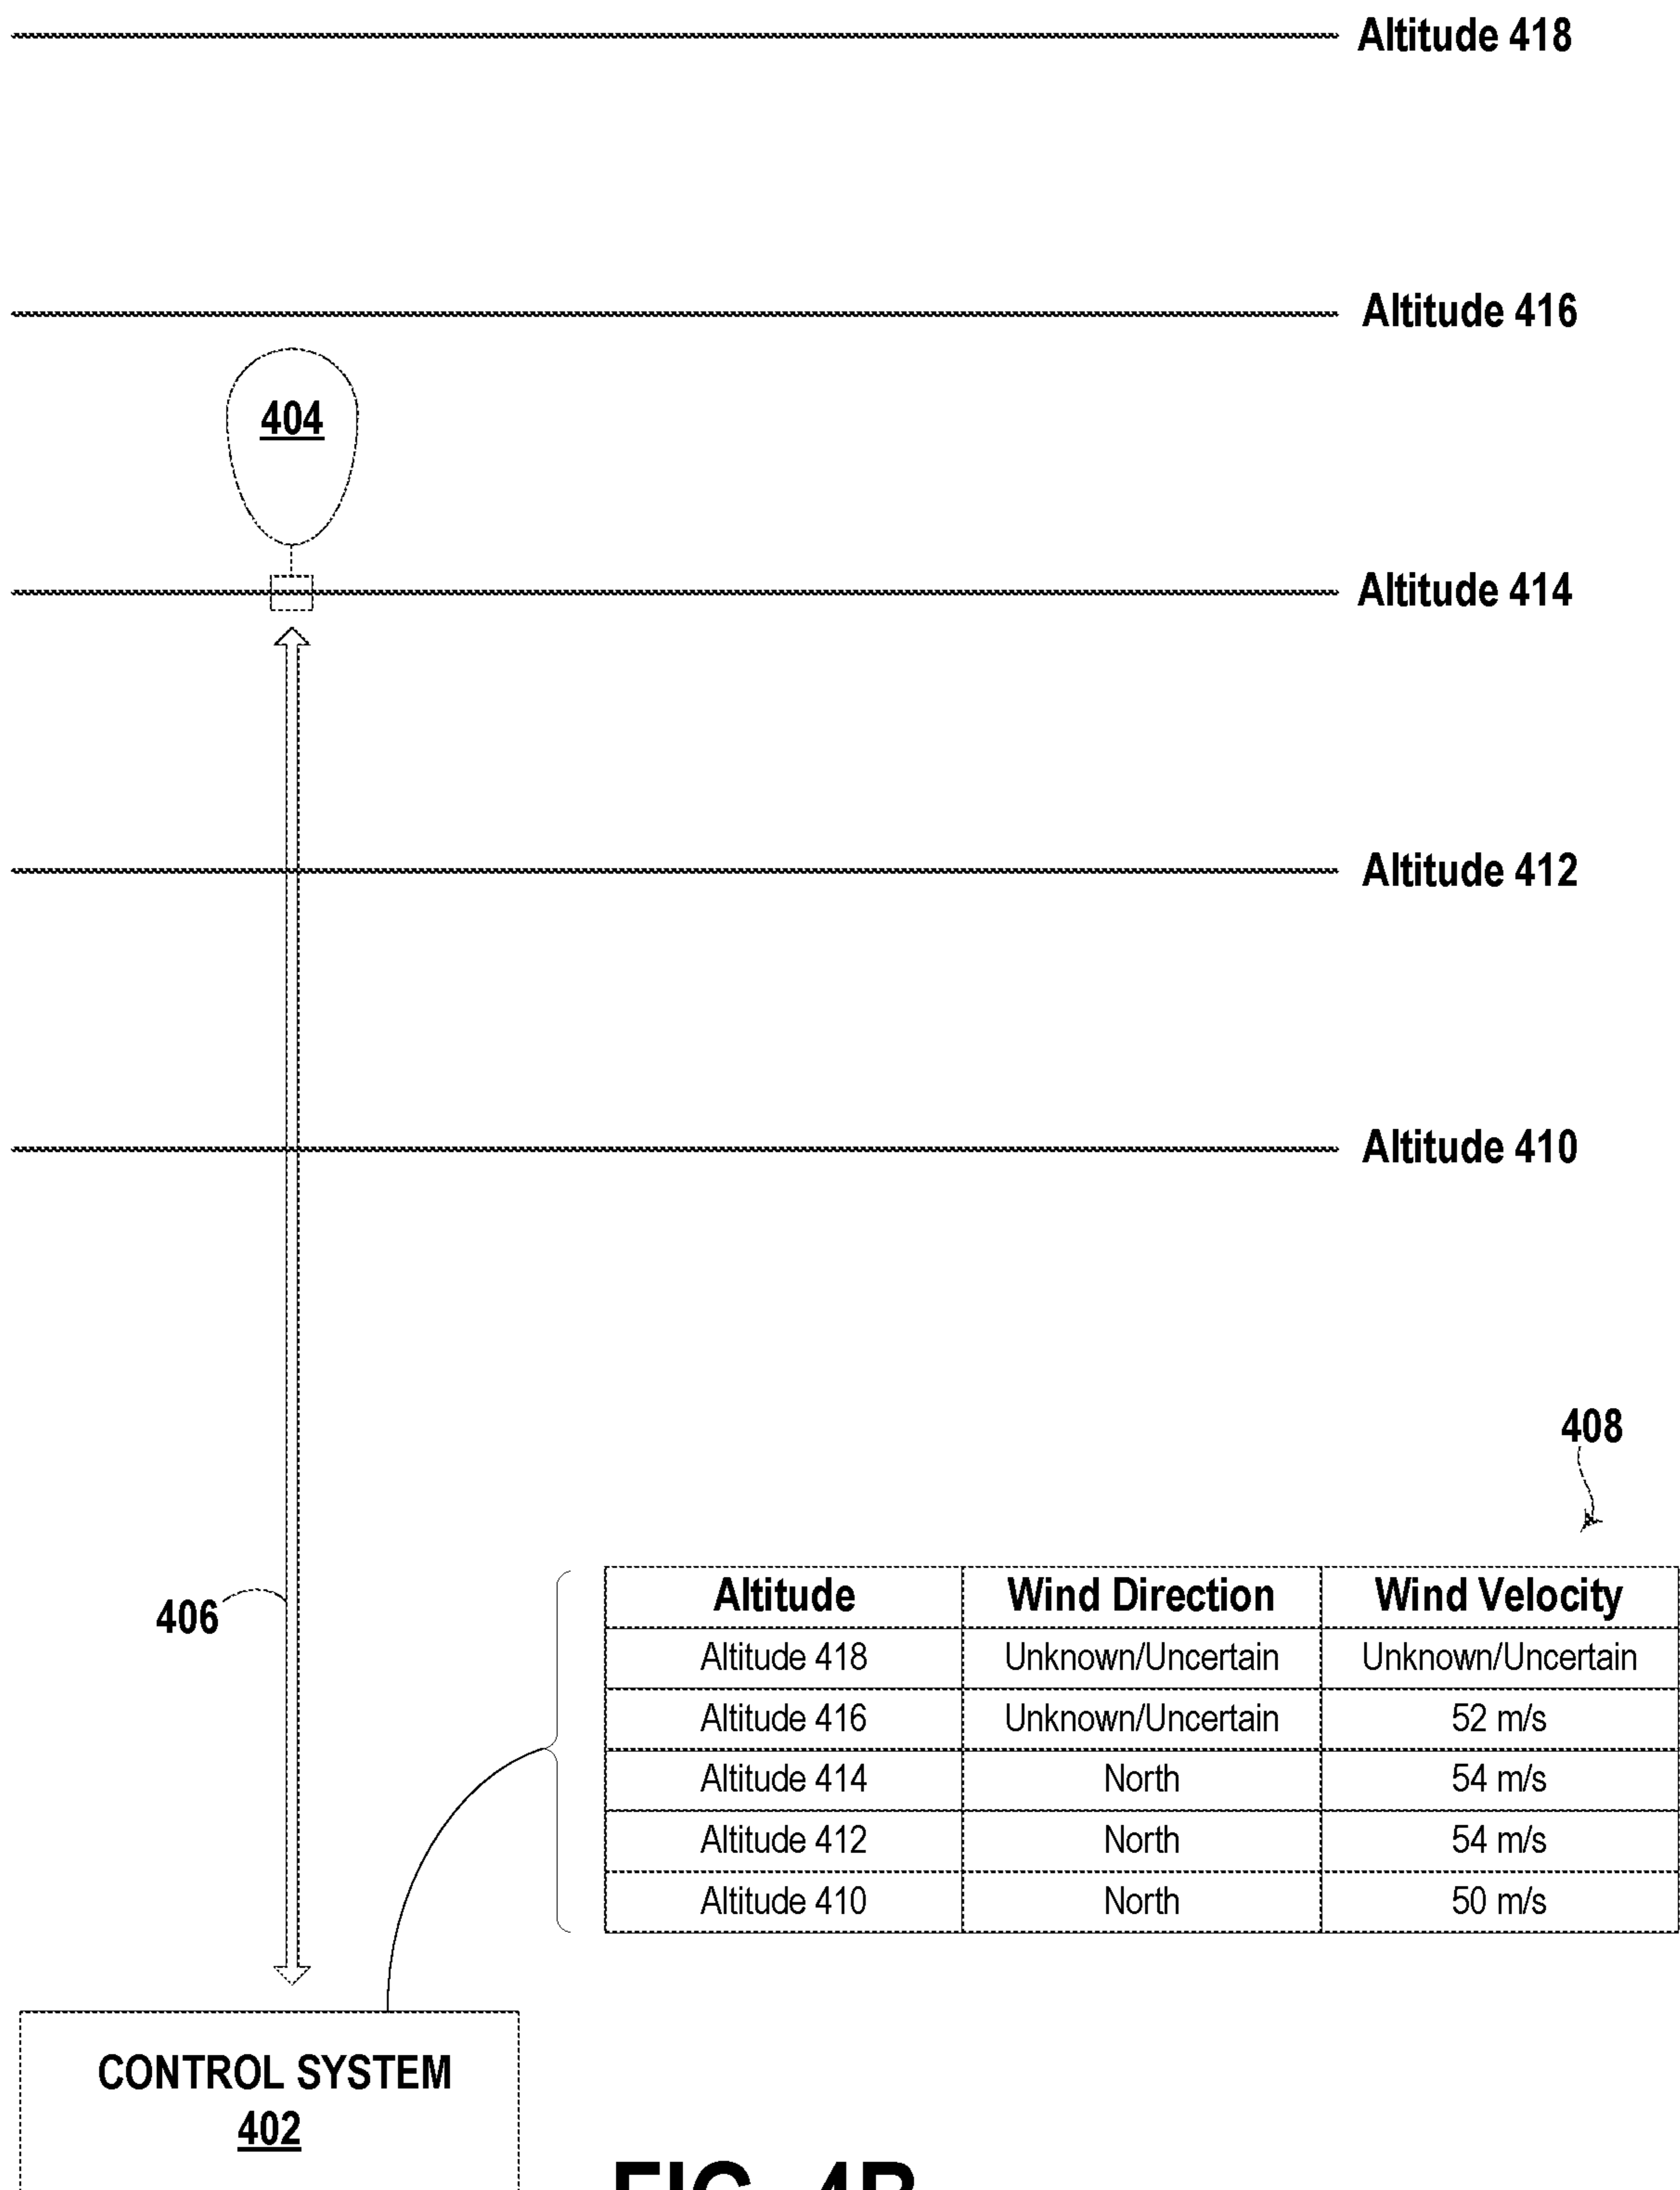 Altitude 418
Altitude 416
404
Altitude 414
Altitude 412
Altitude 410
408
406
Altitude Wind Direction Wind Velocity
Altitude 418 Unknown/Uncertain Unknown/Uncertain
Altitude 416 Unknown/Uncertain 52 m/s
Altitude 414 North 54 m/s
Altitude 412 North 54 m/s
Altitude 410 North 50 m/s
CONTROL SYSTEM
402
FIG. 4B